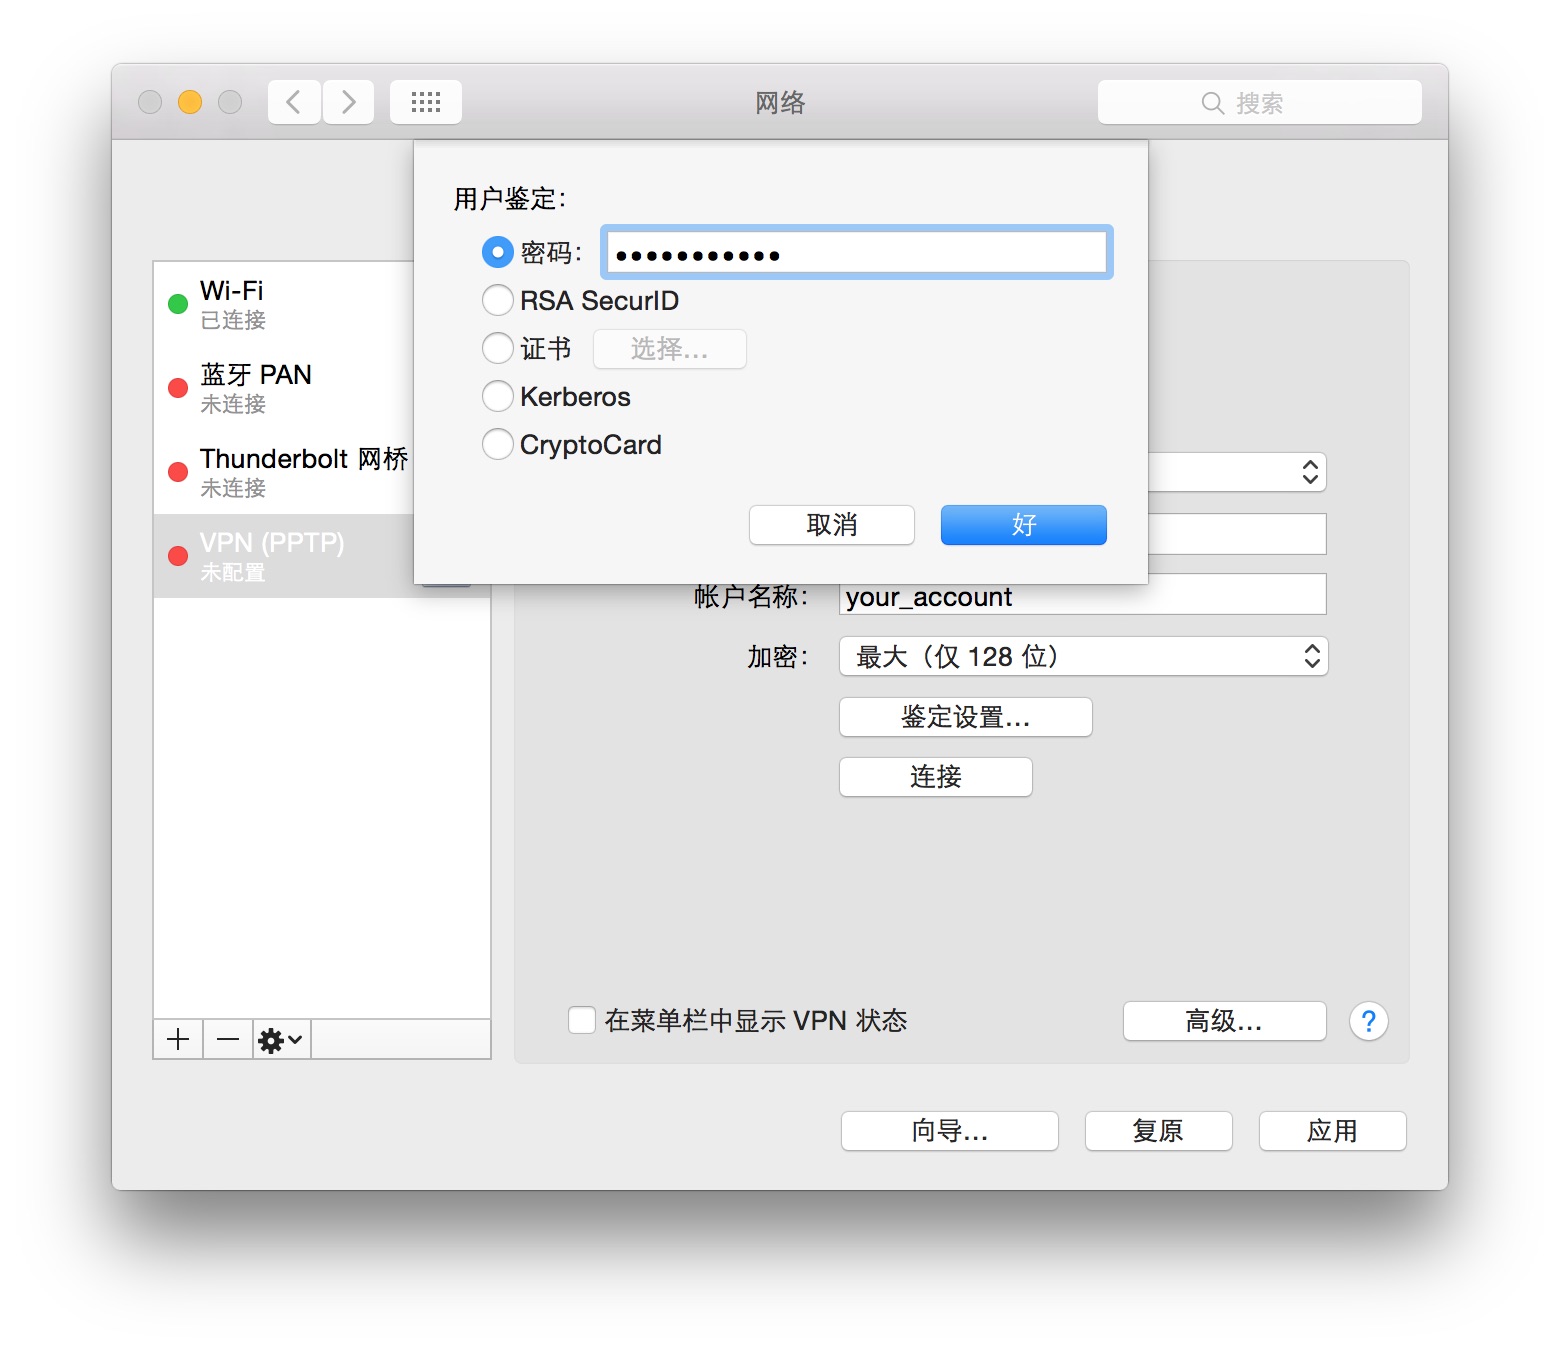 网络
搜索
用户鉴定：
密码：
•••••••••••
RSA SecurID
证书
选择…
Kerberos
CryptoCard
取消
好
Wi-Fi
已连接
蓝牙 PAN
未连接
Thunderbolt 网桥
未连接
VPN (PPTP)
未配置
帐户名称：
your_account
加密：
最大（仅 128 位）
鉴定设置…
连接
在菜单栏中显示 VPN 状态
高级…
?
向导…
复原
应用